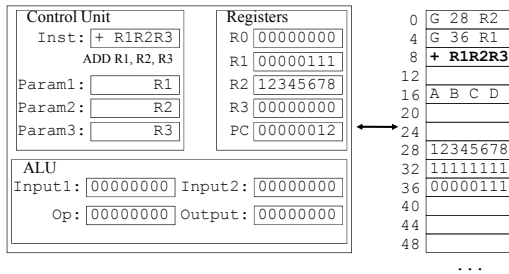 Control Unit
Inst: + R1R2R3
ADD R1, R2, R3
Param1: R1
Param2: R2
Param3: R3
Registers
R0 00000000
R1 00000111
R2 12345678
R3 00000000
PC 00000012
ALU
Input1: 00000000 Input2: 00000000
Op: 00000000 Output: 00000000
0 G 28 R2
4 G 36 R1
8 + R1R2R3
12
16 A B C D
20
24
28 12345678
32 11111111
36 00000111
40
44
48
...